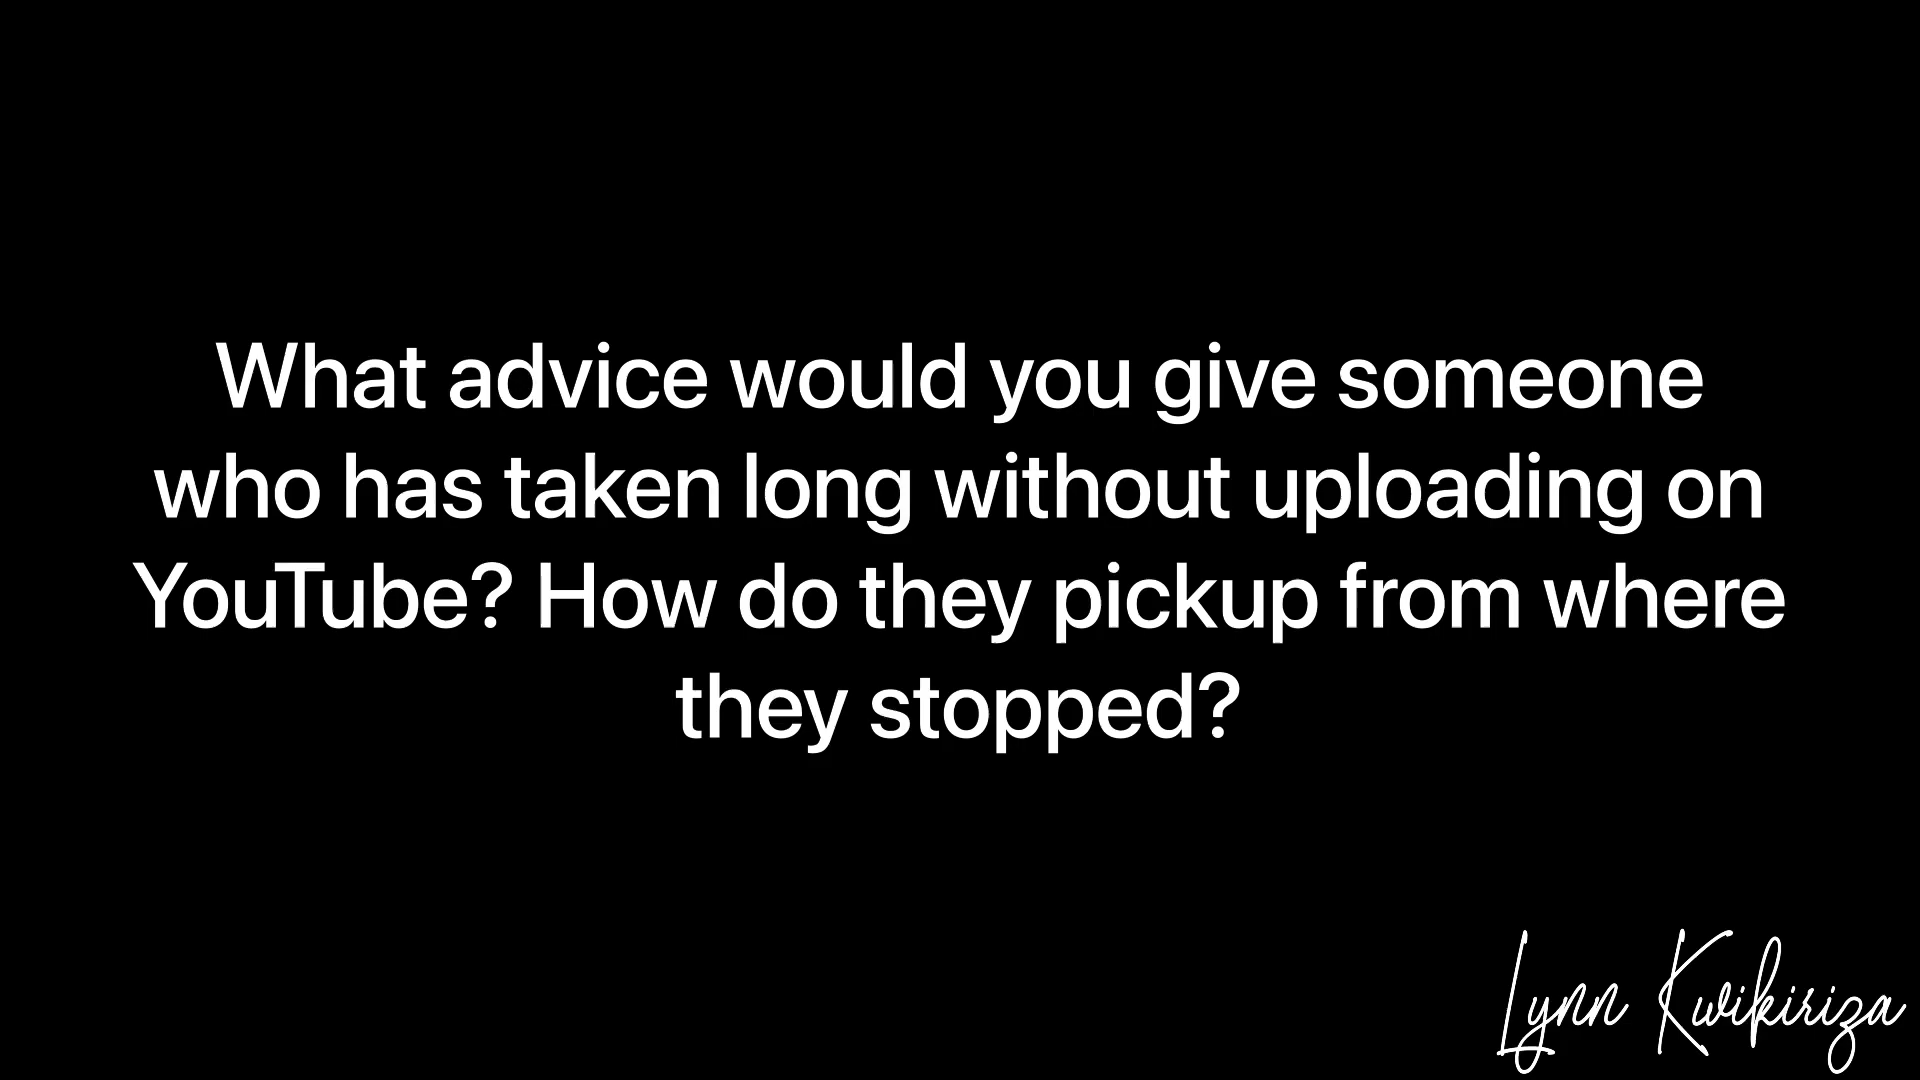 What advice would you give someone
who has taken long without uploading on
YouTube? How do they pickup from where
they stopped?
Lynn Kwikiriza